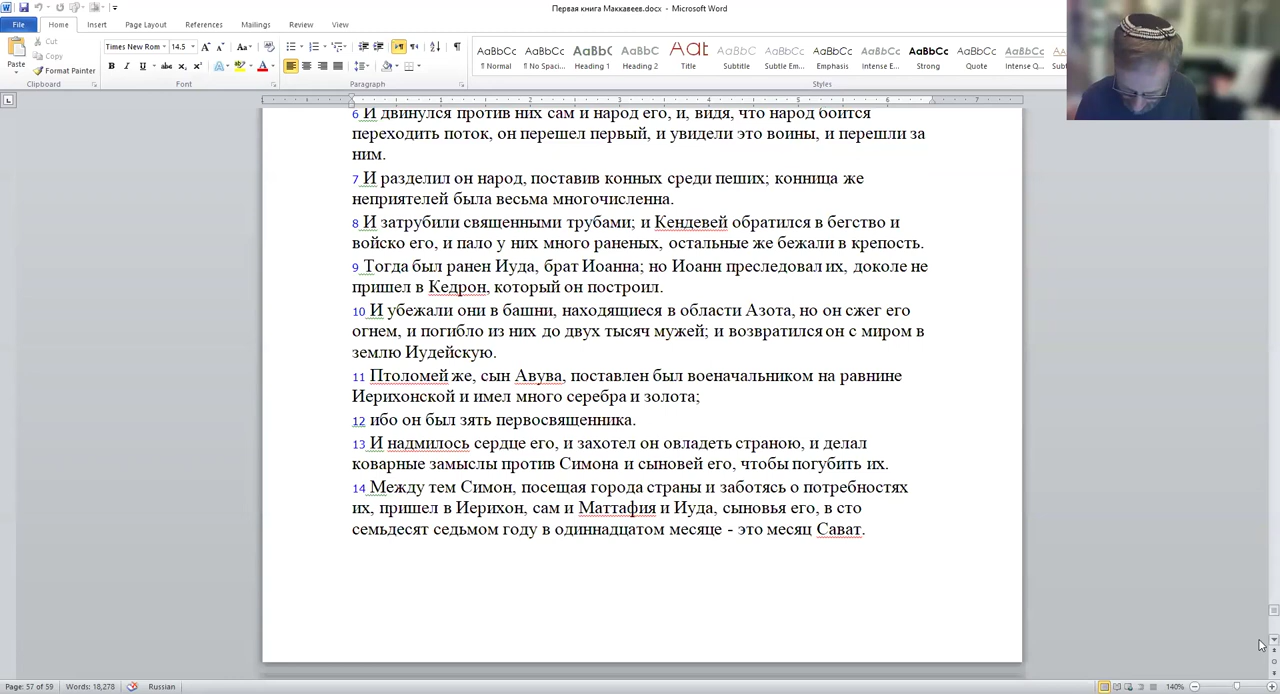 Первая книга Маккавеев.docx - Microsoft Word
File Home Insert Page Layout References Mailings Review View
Cut
Copy
Format Painter
Paste
Clipboard
Times New Rom 14.5
Font
Paragraph
AaBbCc AaBbCc AaBbC AaBbCc Aat AaBbCc AaBbCc AaBbCc AaBbCc AaBbCc AaBbCc AaBbCc
¶ Normal ¶ No Spaci... Heading 1 Heading 2 Title Subtitle Subtle Em... Emphasis Intense E... Strong Quote Intense Q...
Styles
6 И двинулся против них сам и народ его, и, видя, что народ боится
переходить поток, он перешел первый, и увидели это воины, и перешли за
ним.
7 И разделил он народ, поставив конных среди пеших; конница же
неприятелей была весьма многочисленна.
8 И затрубили священными трубами; и Кендевей обратился в бегство и
войско его, и пало у них много раненых, остальные же бежали в крепость.
9 Тогда был ранен Иуда, брат Иоанна; но Иоанн преследовал их, доколе не
пришел в Кедрон, который он построил.
10 И убежали они в башни, находящиеся в области Азота, но он сжег его
огнем, и погибло из них до двух тысяч мужей; и возвратился он с миром в
землю Иудейскую.
11 Птоломей же, сын Авува, поставлен был военачальником на равнине
Иерихонской и имел много серебра и золота;
12 ибо он был зять первосвященника.
13 И надмилось сердце его, и захотел он овладеть страною, и делал
коварные замыслы против Симона и сыновей его, чтобы погубить их.
14 Между тем Симон, посещая города страны и заботясь о потребностях
их, пришел в Иерихон, сам и Маттафия и Иуда, сыновья его, в сто
семьдесят седьмом году в одиннадцатом месяце - это месяц Сават.
Page: 57 of 59 Words: 18,278 Russian 140%